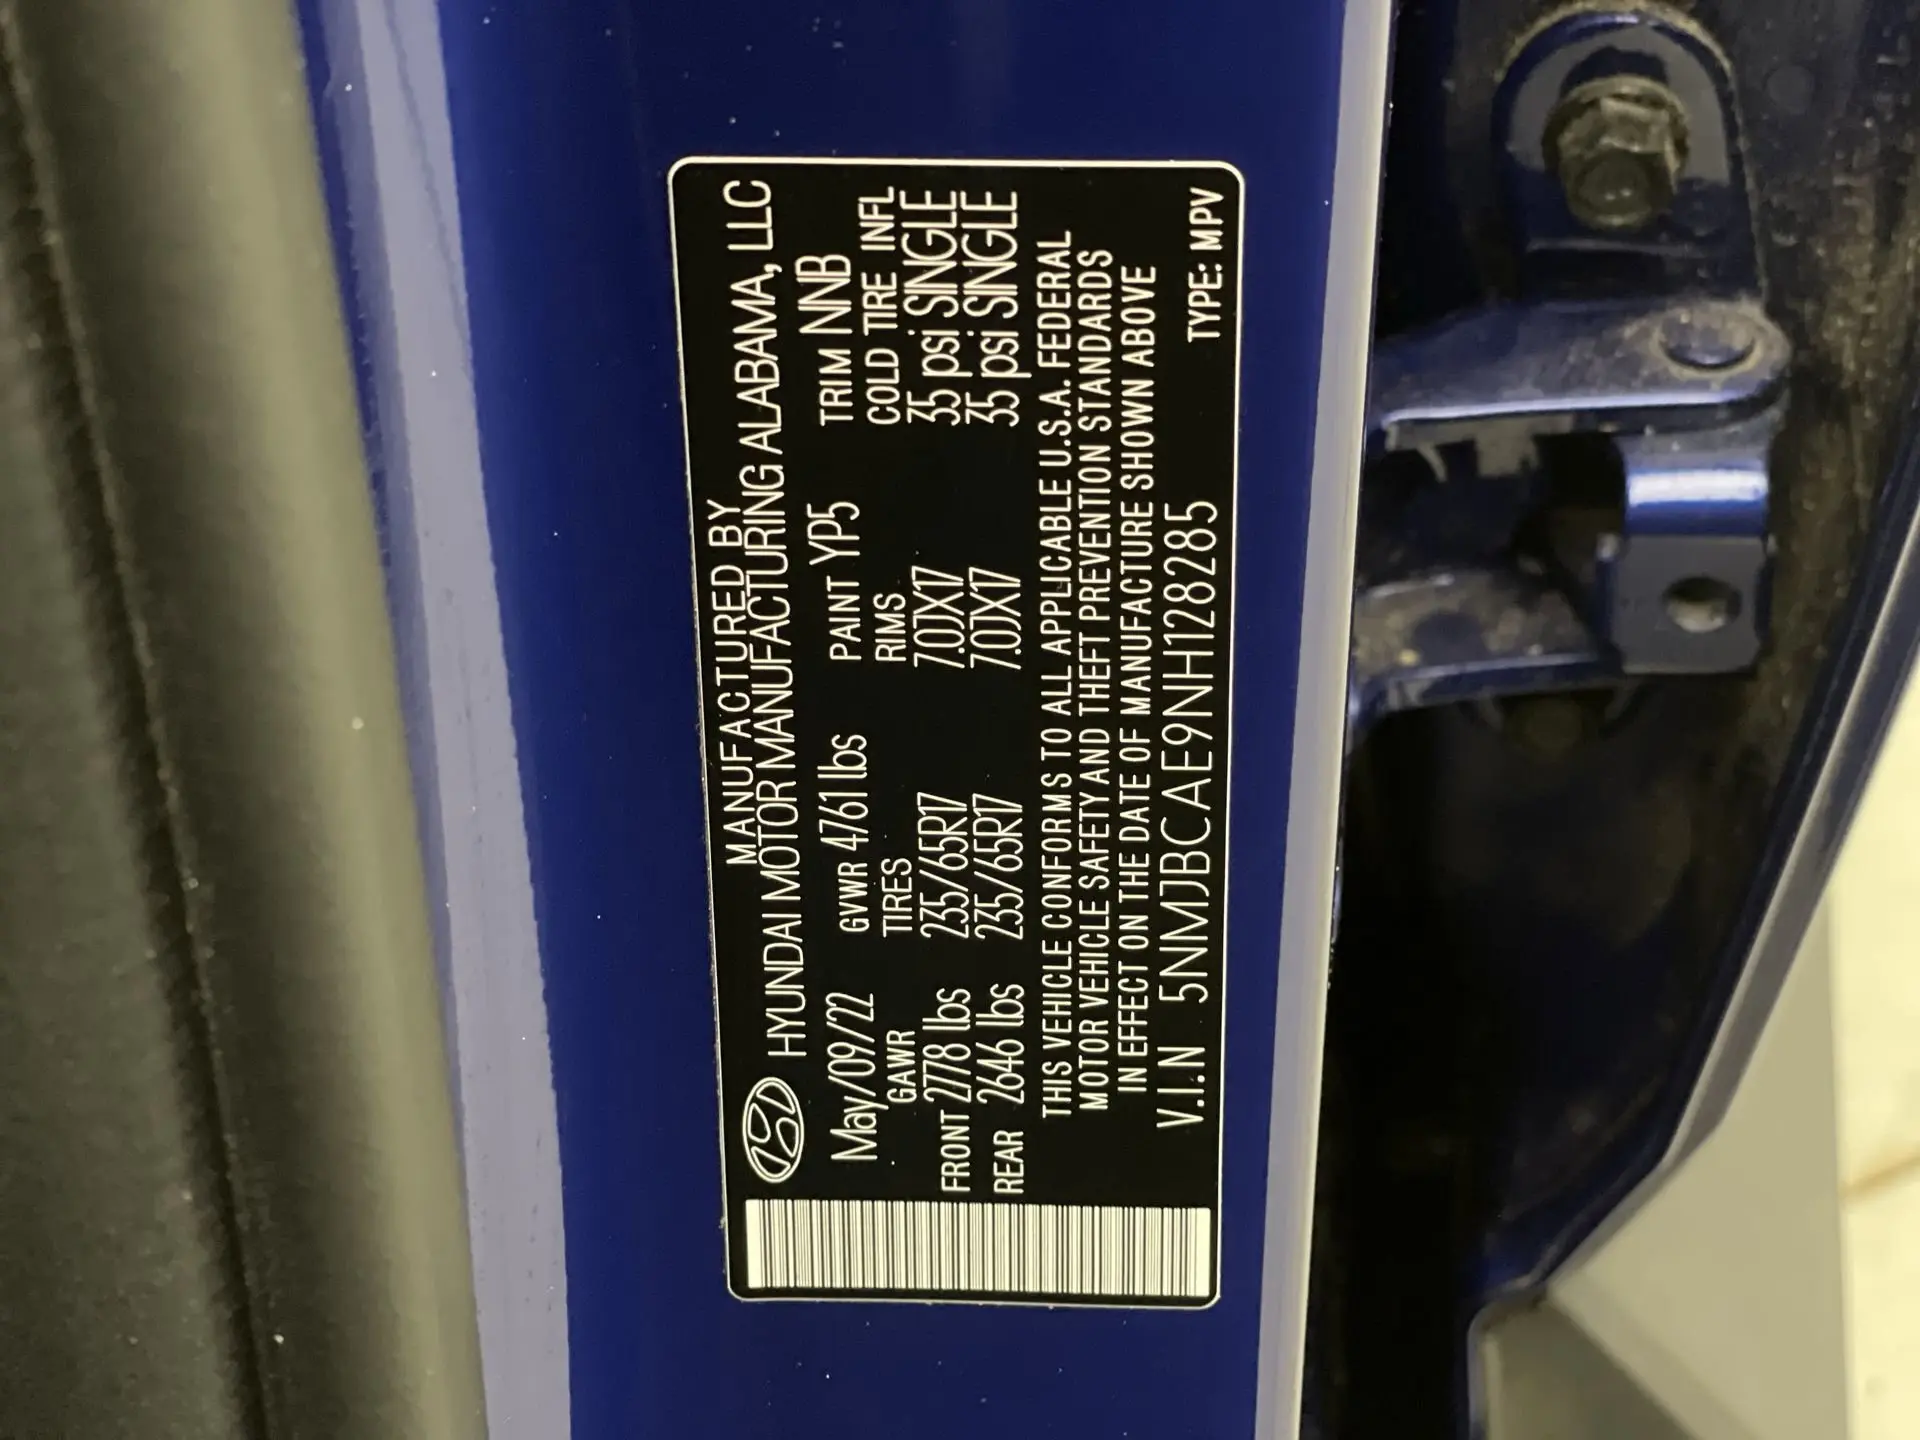 MANUFACTURED BY
HYUNDAI MOTOR MANUFACTURING ALABAMA, LLC
May/09/22 GVWR 4761 lbs PAINT YP5 TRIM NNB
GAWR TIRES RIMS COLD TIRE INFL
FRONT 2778 lbs 235/65R17 7.0JX17 35 psi SINGLE
REAR 2646 lbs 235/65R17 7.0JX17 35 psi SINGLE
THIS VEHICLE CONFORMS TO ALL APPLICABLE U.S.A. FEDERAL
MOTOR VEHICLE SAFETY AND THEFT PREVENTION STANDARDS
IN EFFECT ON THE DATE OF MANUFACTURE SHOWN ABOVE
V.I.N 5NMJBCAE9NH128285 TYPE: MPV